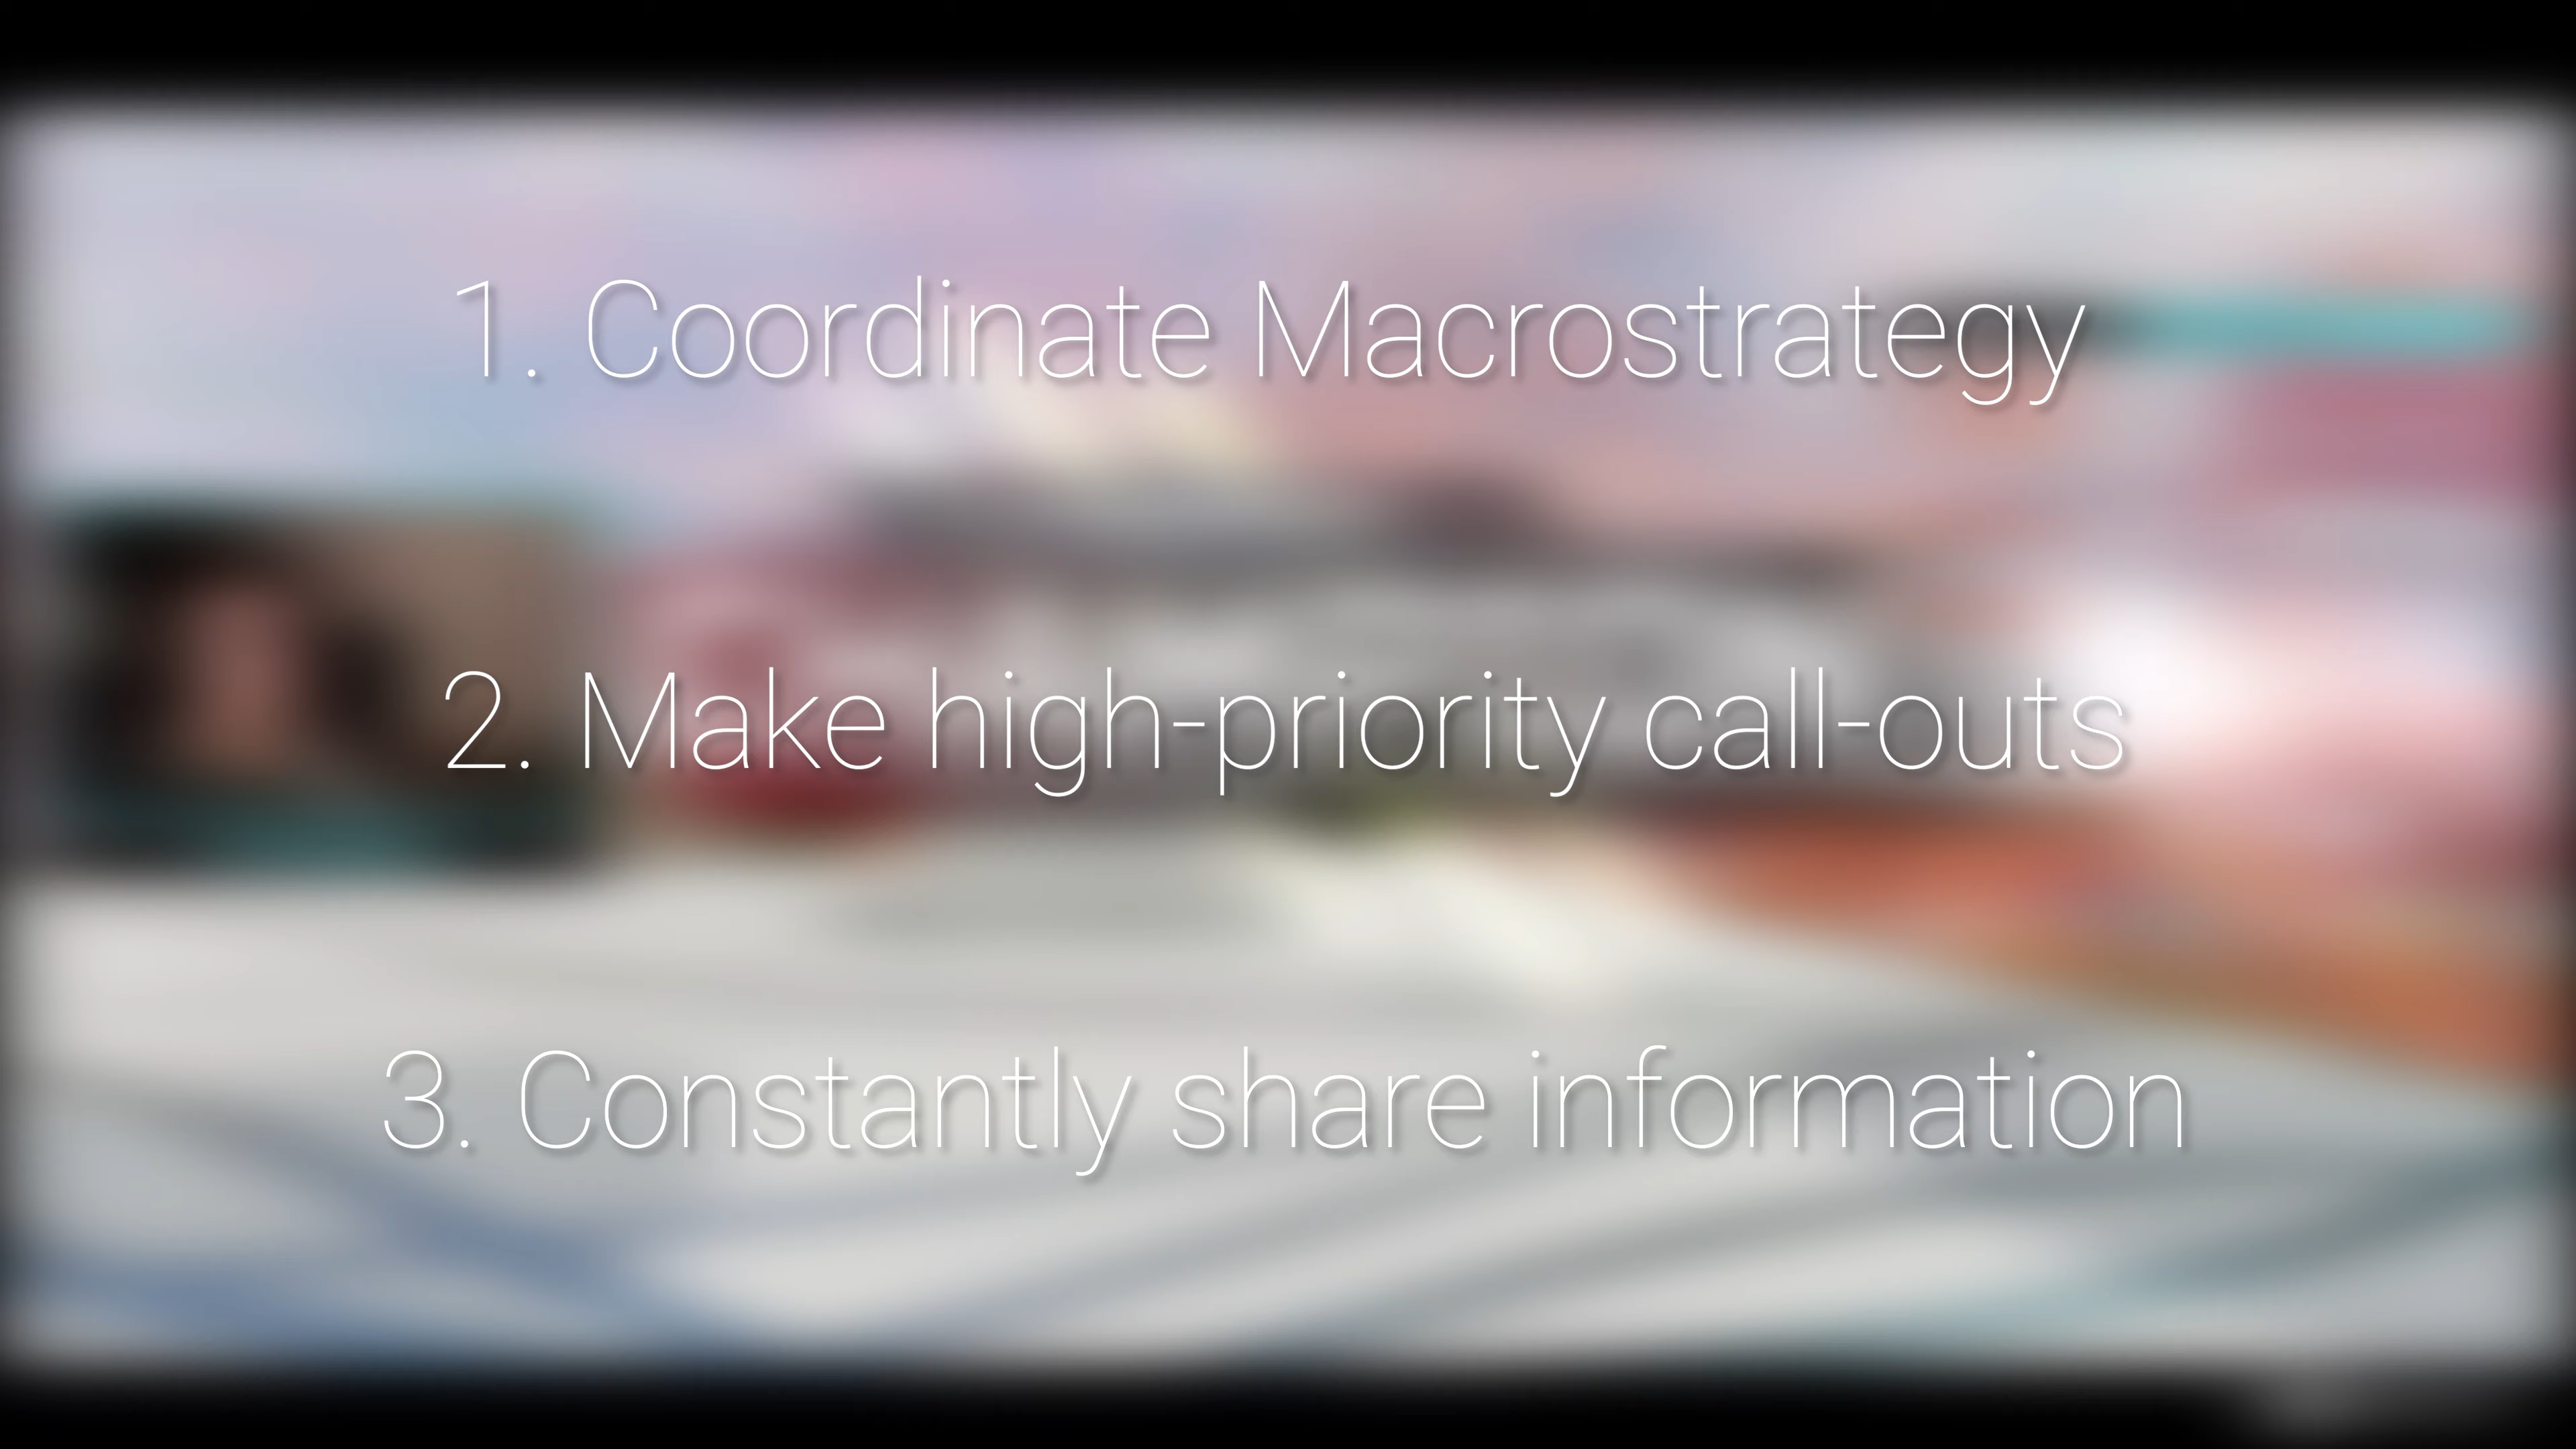 1. Coordinate Macrostrategy
2. Make high-priority call-outs
3. Constantly share information